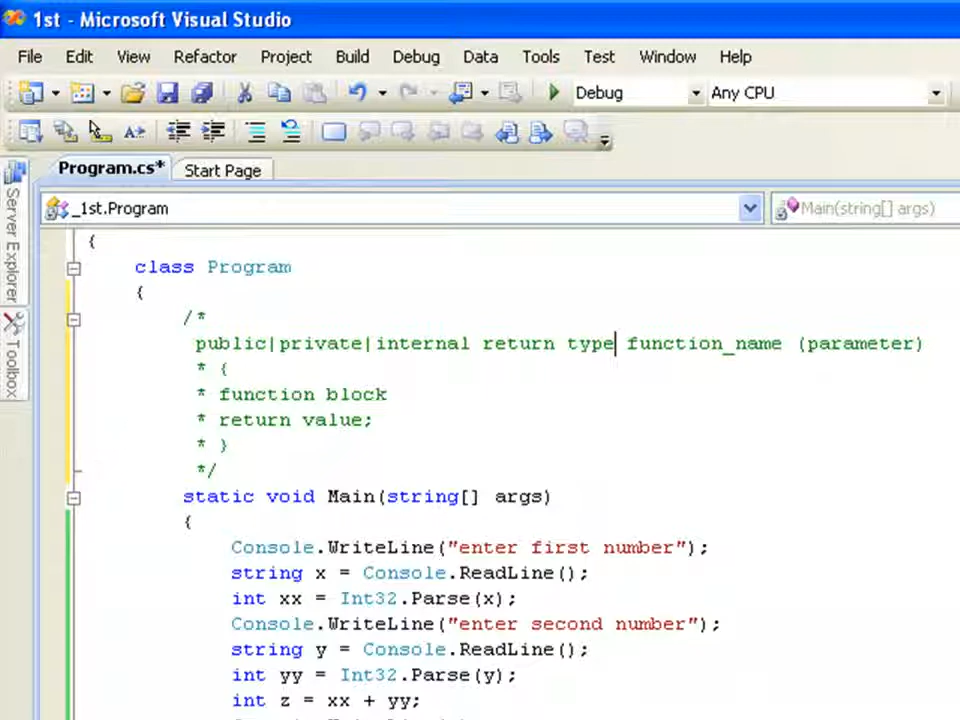 1st - Microsoft Visual Studio
File Edit View Refactor Project Build Debug Data Tools Test Window Help
Debug Any CPU
Program.cs* Start Page
_1st.Program Main(string[] args)
Server Explorer
Toolbox
{
class Program
{
/*
public|private|internal return type function_name (parameter)
* {
* function block
* return value;
* }
*/
static void Main(string[] args)
{
Console.WriteLine("enter first number");
string x = Console.ReadLine();
int xx = Int32.Parse(x);
Console.WriteLine("enter second number");
string y = Console.ReadLine();
int yy = Int32.Parse(y);
int z = xx + yy;